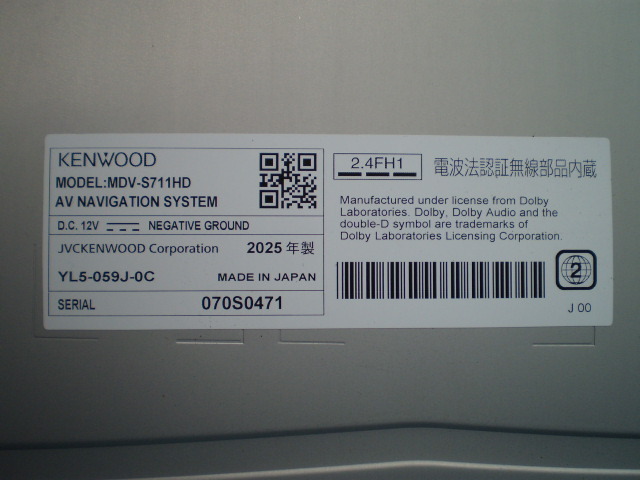 KENWOOD
MODEL:MDV-S711HD
AV NAVIGATION SYSTEM
D.C. 12V NEGATIVE GROUND
JVCKENWOOD Corporation 2025 年製
YL5-059J-0C MADE IN JAPAN
SERIAL 070S0471
2.4FH1 電波法認証無線部品内蔵
Manufactured under license from Dolby
Laboratories. Dolby, Dolby Audio and the
double-D symbol are trademarks of
Dolby Laboratories Licensing Corporation.
2
J 00